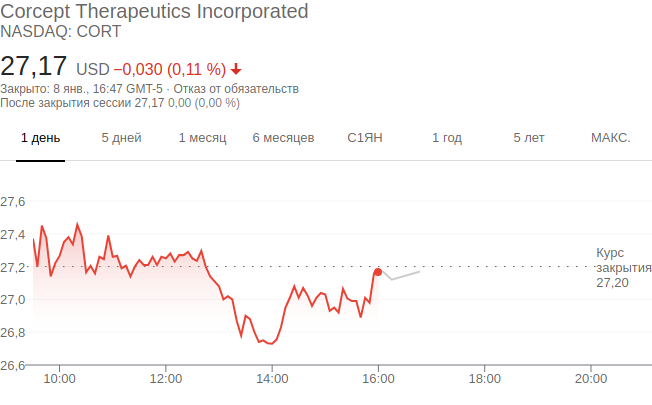 Corcept Therapeutics Incorporated
NASDAQ: CORT
27,17 USD −0,030 (0,11 %)
Закрыто: 8 янв., 16:47 GMT-5 · Отказ от обязательств
После закрытия сессии 27,17 0,00 (0,00 %)
1 день 5 дней 1 месяц 6 месяцев С1ЯН 1 год 5 лет МАКС.
27,6
27,4
27,2
27,0
26,8
26,6
Курс
закрытия
27,20
10:00 12:00 14:00 16:00 18:00 20:00